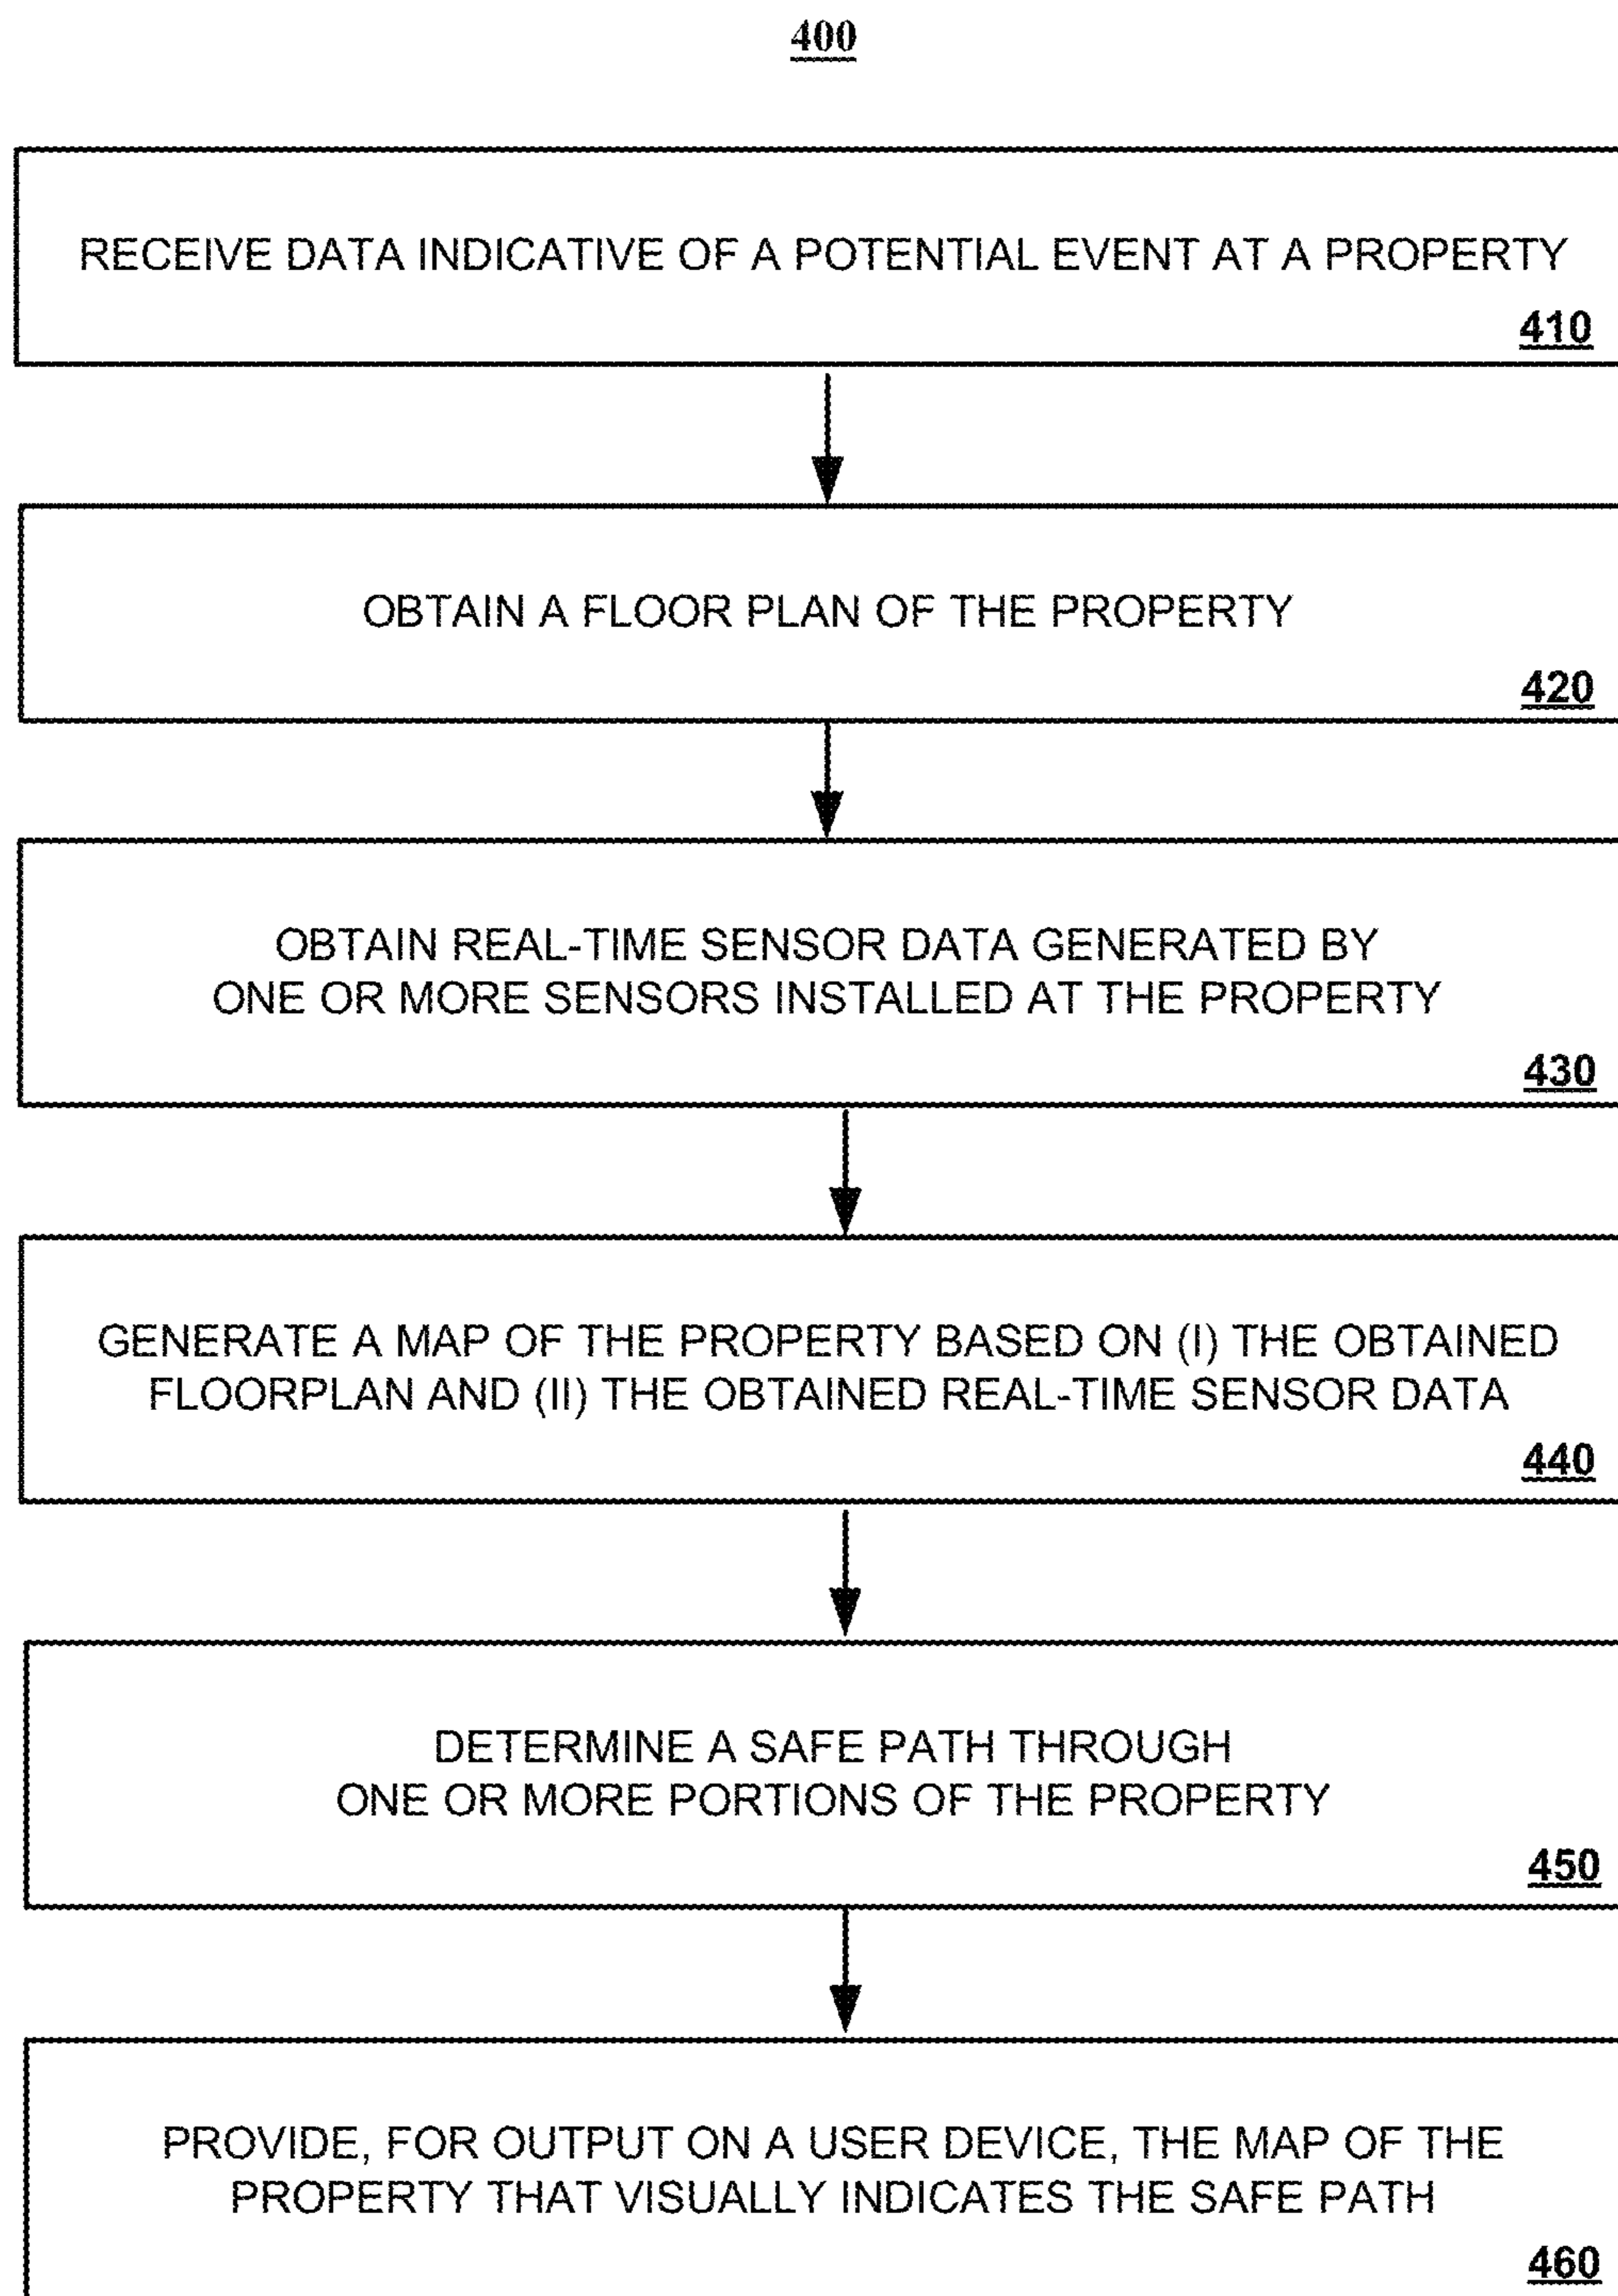 400
RECEIVE DATA INDICATIVE OF A POTENTIAL EVENT AT A PROPERTY
410
OBTAIN A FLOOR PLAN OF THE PROPERTY
420
OBTAIN REAL-TIME SENSOR DATA GENERATED BY
ONE OR MORE SENSORS INSTALLED AT THE PROPERTY
430
GENERATE A MAP OF THE PROPERTY BASED ON (I) THE OBTAINED
FLOORPLAN AND (II) THE OBTAINED REAL-TIME SENSOR DATA
440
DETERMINE A SAFE PATH THROUGH
ONE OR MORE PORTIONS OF THE PROPERTY
450
PROVIDE, FOR OUTPUT ON A USER DEVICE, THE MAP OF THE
PROPERTY THAT VISUALLY INDICATES THE SAFE PATH
460